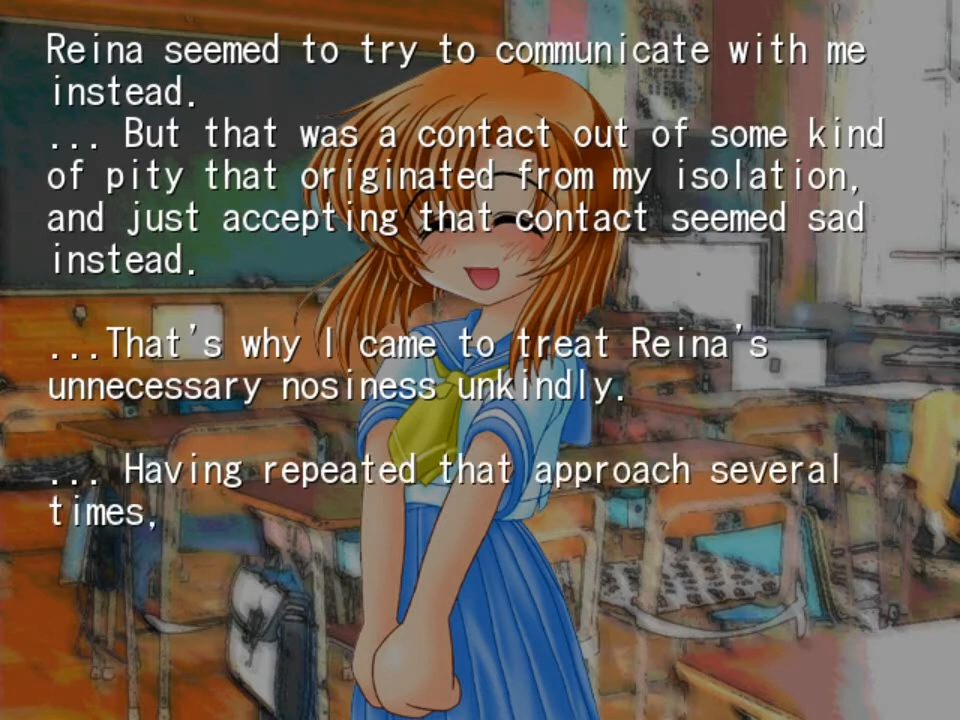 Reina seemed to try to communicate with me
instead.
... But that was a contact out of some kind
of pity that originated from my isolation,
and just accepting that contact seemed sad
instead.
...That's why I came to treat Reina's
unnecessary nosiness unkindly.
... Having repeated that approach several
times,